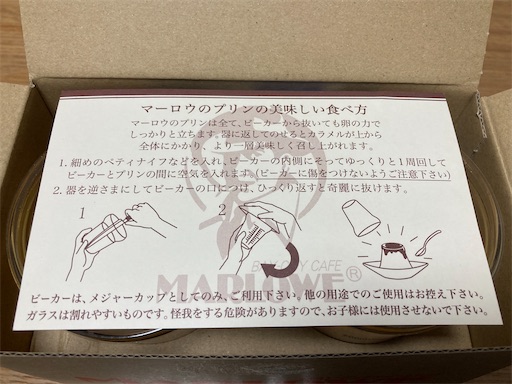 マーロウのプリンの美味しい食べ方
マーロウのプリンは全て、ビーカーから抜いても卵の力で
しっかりと立ちます。器に返してのせるとカラメルが上から
全体にかかり、より一層美味しく召し上がれます。
1. 細めのペティナイフなどを入れ、ビーカーの内側にそってゆっくりと1周回して
ビーカーとプリンの間に空気を入れます。(ビーカーに傷をつけないようご注意下さい)
2. 器を逆さまにしてビーカーの口につけ、ひっくり返すと奇麗に抜けます。
1
2
BAY CAFE
MARLOWE®
ビーカーは、メジャーカップとしてのみ、ご利用下さい。他の用途でのご使用はお控え下さい。
ガラスは割れやすいものです。怪我をする危険がありますので、お子様には使用させないで下さい。